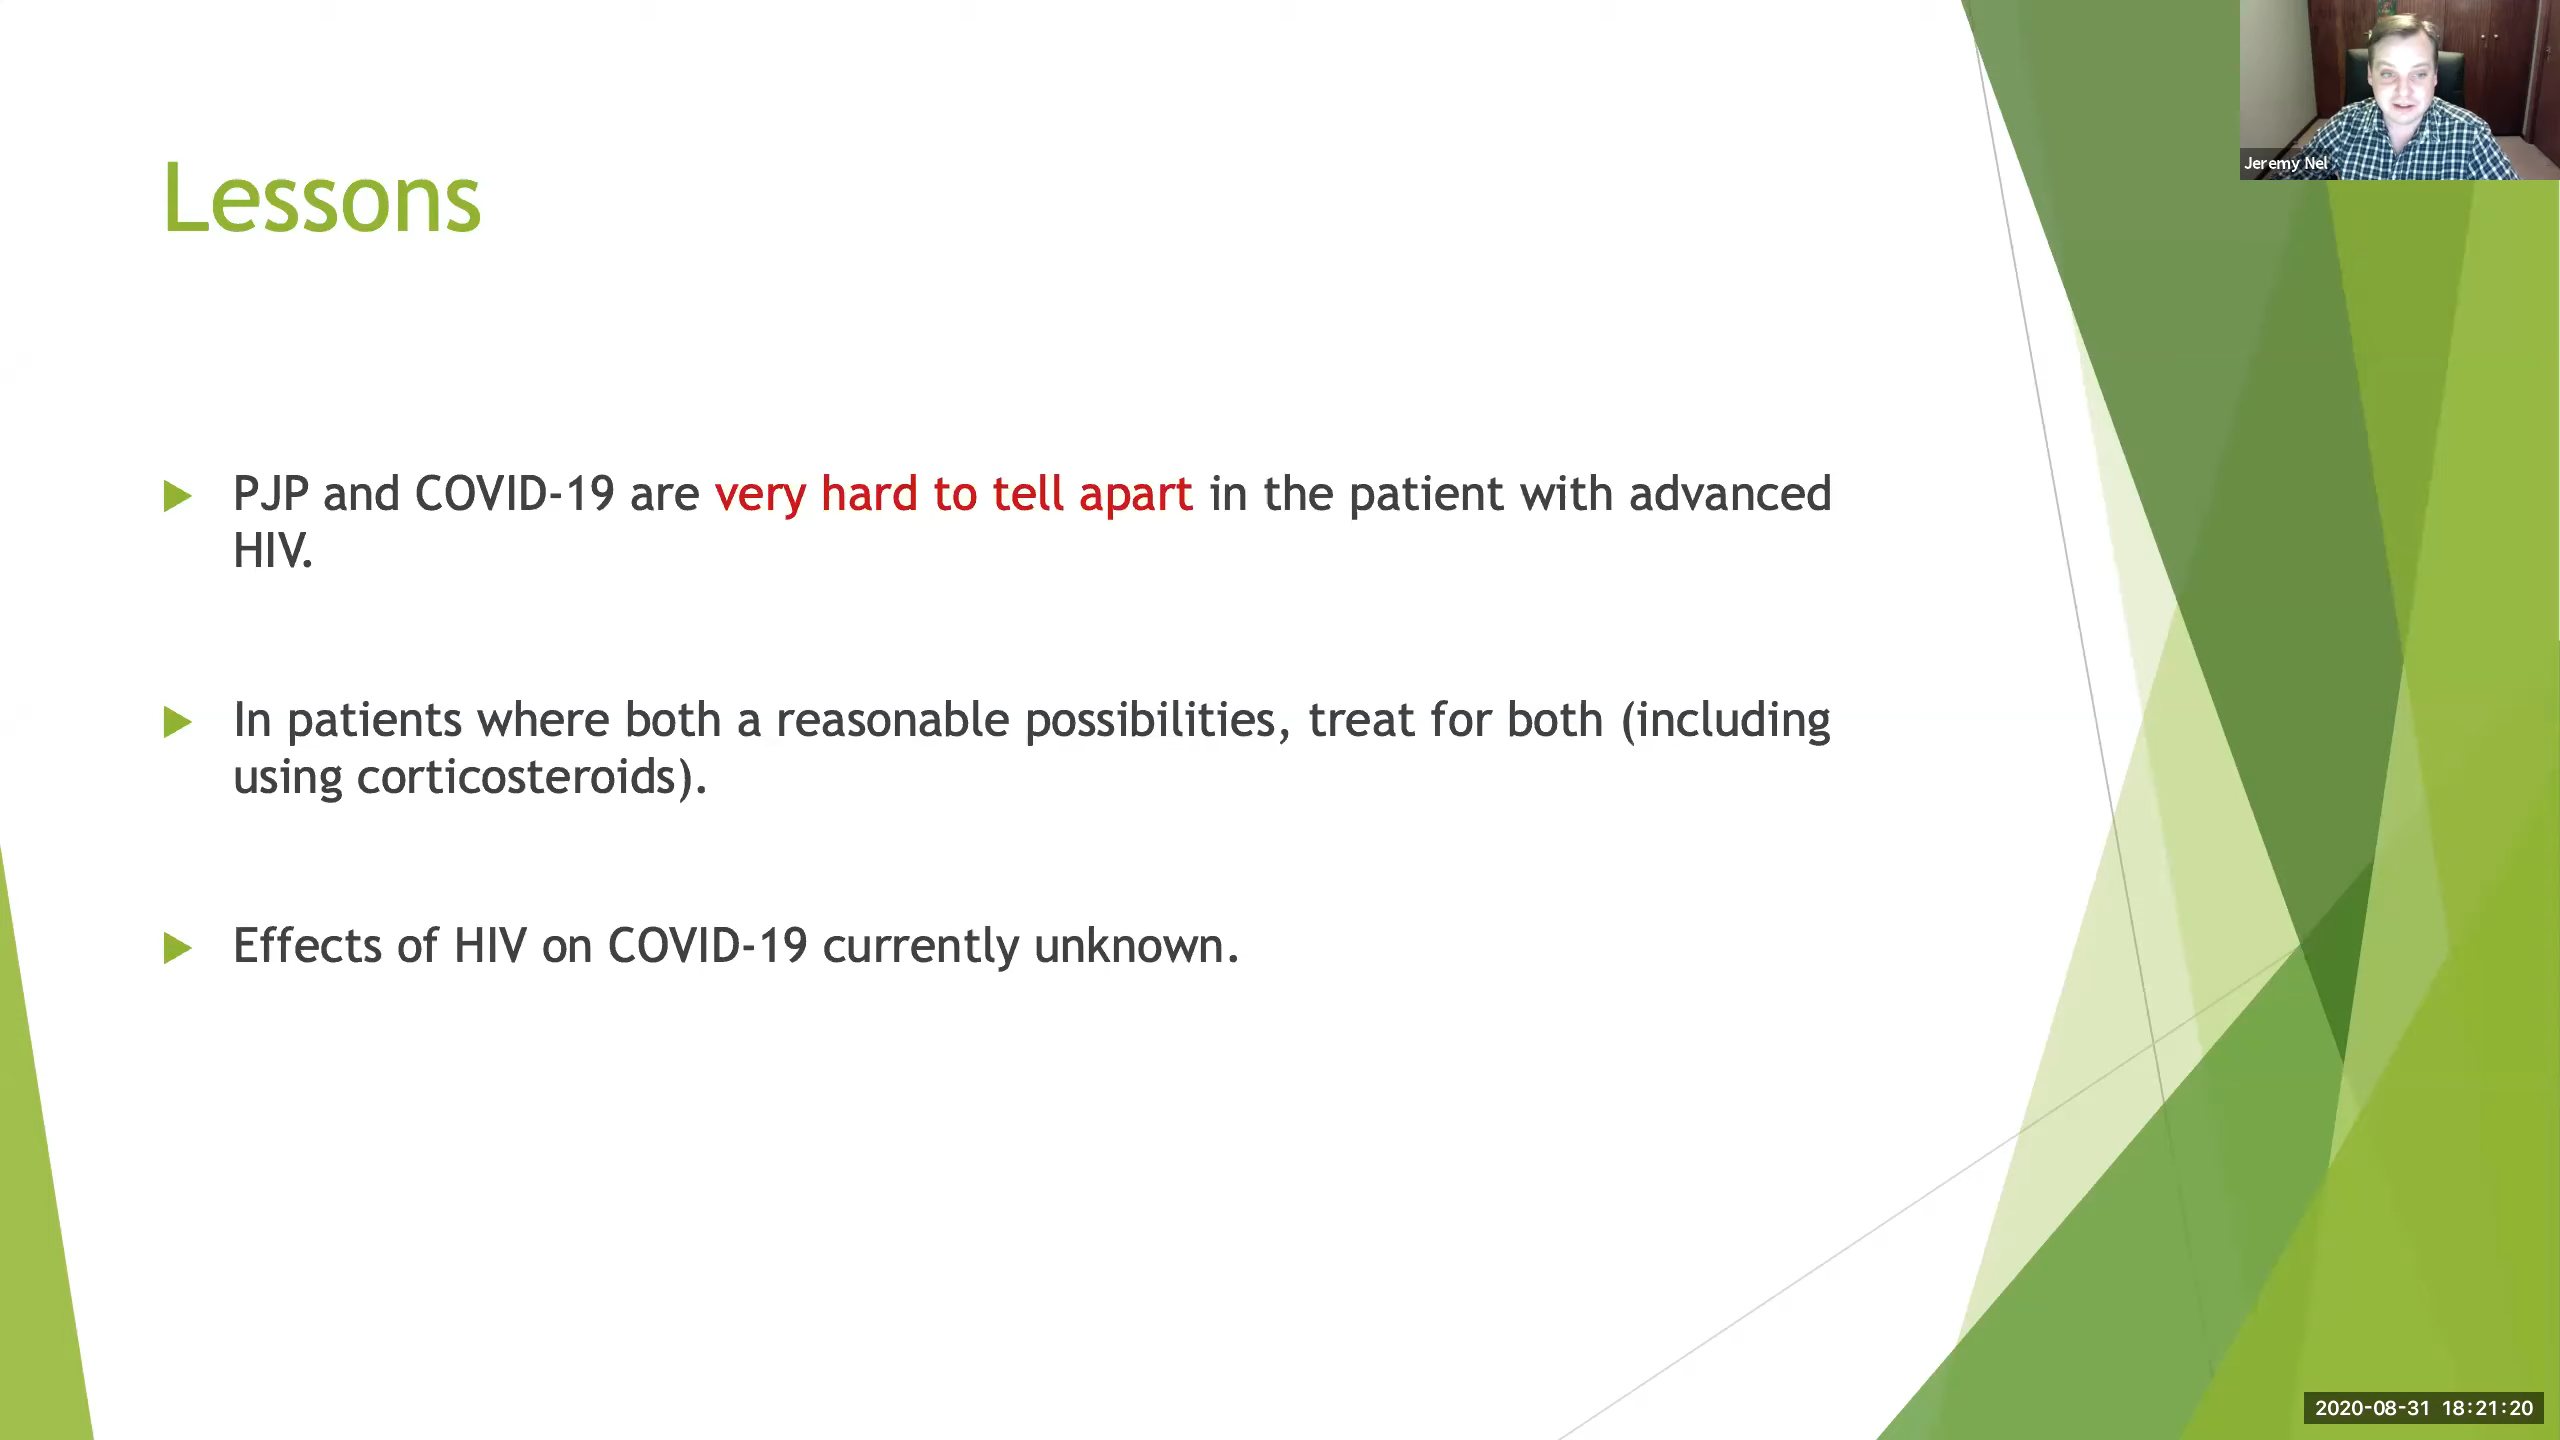 Jeremy Nel
Lessons
PJP and COVID-19 are very hard to tell apart in the patient with advanced
HIV.
In patients where both a reasonable possibilities, treat for both (including
using corticosteroids).
Effects of HIV on COVID-19 currently unknown.
2020-08-31 18:21:20